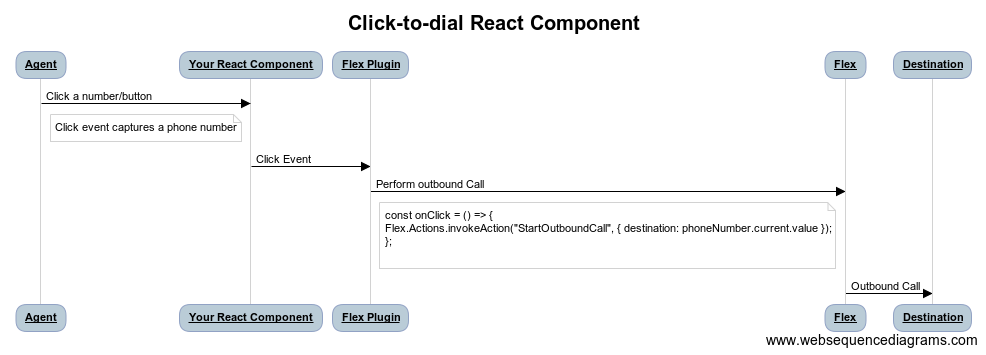 Click-to-dial React Component
Agent
Your React Component
Flex Plugin
Flex
Destination
Click a number/button
Click event captures a phone number
Click Event
Perform outbound Call
const onClick = () => {
Flex.Actions.invokeAction("StartOutboundCall", { destination: phoneNumber.current.value });
};
Outbound Call
Agent
Your React Component
Flex Plugin
Flex
Destination
www.websequencediagrams.com